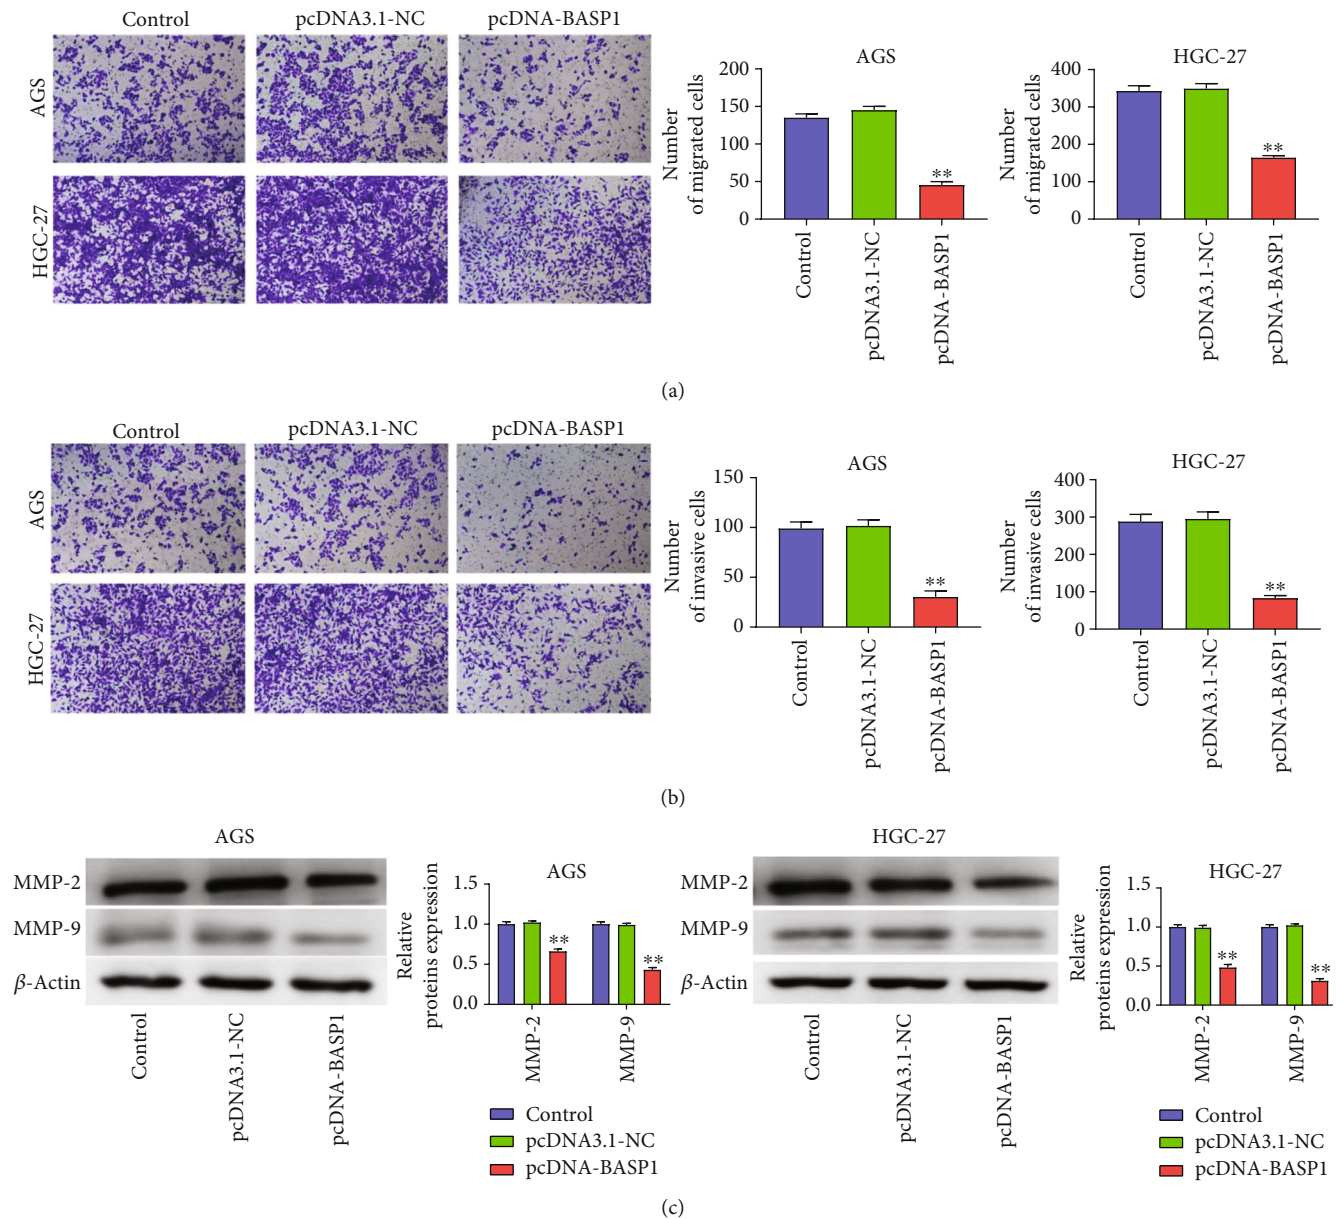 Control pcDNA3.1-NC pcDNA-BASP1
AGS
HGC-27
AGS
Number
of migrated cells
200
150
100
50
0
**
Control
pcDNA3.1-NC
pcDNA-BASP1
HGC-27
Number
of migrated cells
400
300
200
100
0
**
Control
pcDNA3.1-NC
pcDNA-BASP1
(a)
Control pcDNA3.1-NC pcDNA-BASP1
AGS
HGC-27
AGS
Number
of invasive cells
150
100
50
0
**
Control
pcDNA3.1-NC
pcDNA-BASP1
HGC-27
Number
of invasive cells
400
300
200
100
0
**
Control
pcDNA3.1-NC
pcDNA-BASP1
(b)
AGS
MMP-2
MMP-9
β-Actin
Control
pcDNA3.1-NC
pcDNA-BASP1
AGS
Relative
proteins expression
1.5
1.0
0.5
0.0
**
**
MMP-2
MMP-9
Control
pcDNA3.1-NC
pcDNA-BASP1
HGC-27
MMP-2
MMP-9
β-Actin
Control
pcDNA3.1-NC
pcDNA-BASP1
HGC-27
Relative
proteins expression
1.5
1.0
0.5
0.0
**
**
MMP-2
MMP-9
Control
pcDNA3.1-NC
pcDNA-BASP1
(c)